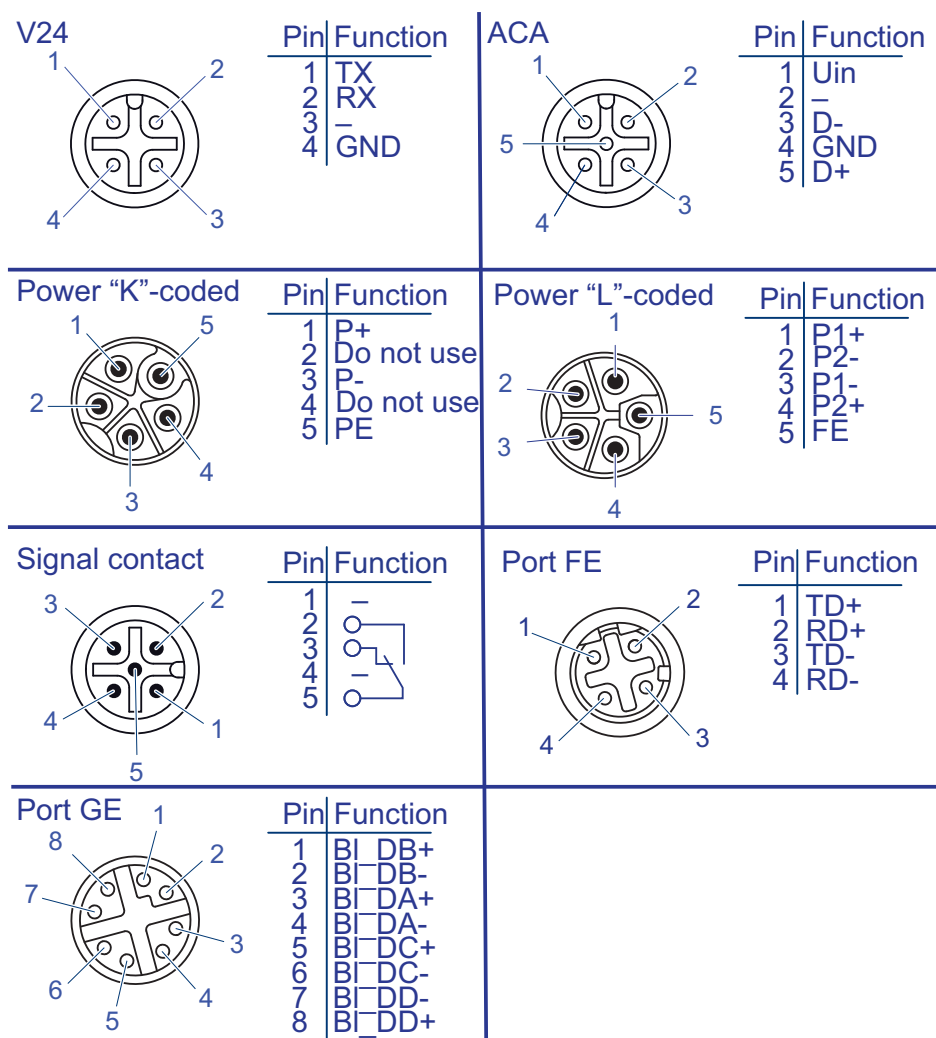 V24
1
2
4
3
Pin Function
1 TX
2 RX
3 –
4 GND
ACA
1
2
5
4
3
Pin Function
1 Uin
2 –
3 D-
4 GND
5 D+
Power “K”-coded
1
5
2
4
3
Pin Function
1 P+
2 Do not use
3 P-
4 Do not use
5 PE
Power “L”-coded
1
2
5
3
4
Pin Function
1 P1+
2 P2-
3 P1-
4 P2+
5 FE
Signal contact
3
2
4
1
5
Pin Function
1 –
2
3
4 –
5
Port FE
1
2
4
3
Pin Function
1 TD+
2 RD+
3 TD-
4 RD-
Port GE
1
8
2
7
3
6
4
5
Pin Function
1 BI_DB+
2 BI_DB-
3 BI_DA+
4 BI_DA-
5 BI_DC+
6 BI_DC-
7 BI_DD-
8 BI_DD+